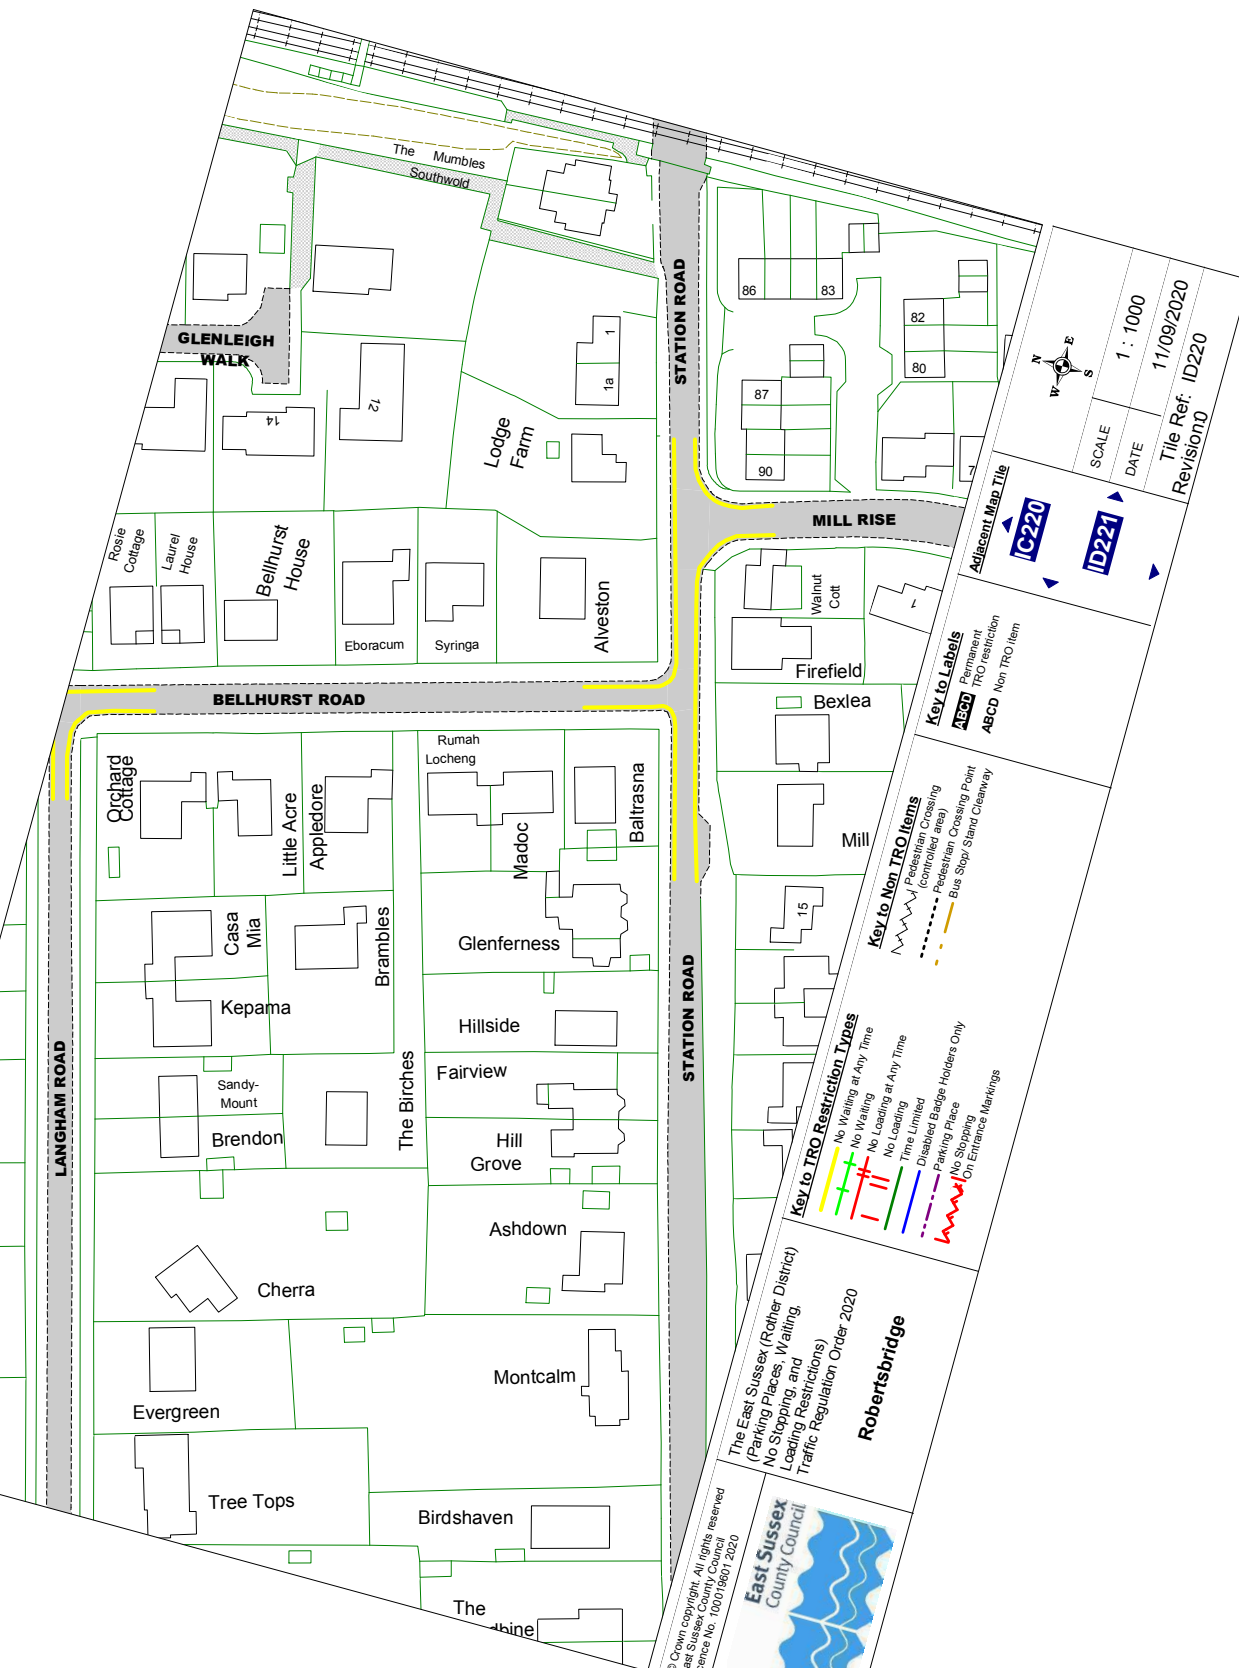 The Mumbles
Southwold
GLENLEIGH
WALK
STATION ROAD
86
83
82
80
1
1a
12
14
87
90
7
Lodge
Farm
MILL RISE
Rosie
Cottage
Laurel
House
Bellhurst
House
Eboracum
Syringa
Alveston
Walnut
Cott
1
Firefield
Bexlea
BELLHURST ROAD
Orchard
Cottage
Little Acre
Appledore
Rumah
Locheng
Madoc
Baltrasna
Mill
15
Casa
Mia
Brambles
Glenferness
Kepama
Hillside
STATION ROAD
LANGHAM ROAD
Sandy-
Mount
Brendon
The Birches
Fairview
Hill
Grove
Ashdown
Cherra
Montcalm
Evergreen
Tree Tops
Birdshaven
The
dbine
N
E
S
W
SCALE
1 : 1000
DATE
11/09/2020
Tile Ref: ID220
Revision:0
Adjacent Map Tile
IC220
ID221
Key to Labels
ABCD Permanent
TRO restriction
ABCD Non TRO item
Key to Non TRO Items
Pedestrian Crossing
(controlled area)
Pedestrian Crossing Point
Bus Stop/ Stand Clearway
Key to TRO Restriction Types
No Waiting at Any Time
No Waiting
No Loading at Any Time
No Loading
Time Limited
Disabled Badge Holders Only
Parking Place
No Stopping
On Entrance Markings
The East Sussex (Rother District)
(Parking Places, Waiting,
No Stopping, and
Loading Restrictions)
Traffic Regulation Order 2020
Robertsbridge
© Crown copyright. All rights reserved
ast Sussex County Council
cence No. 100019601 2020
East Sussex
County Council